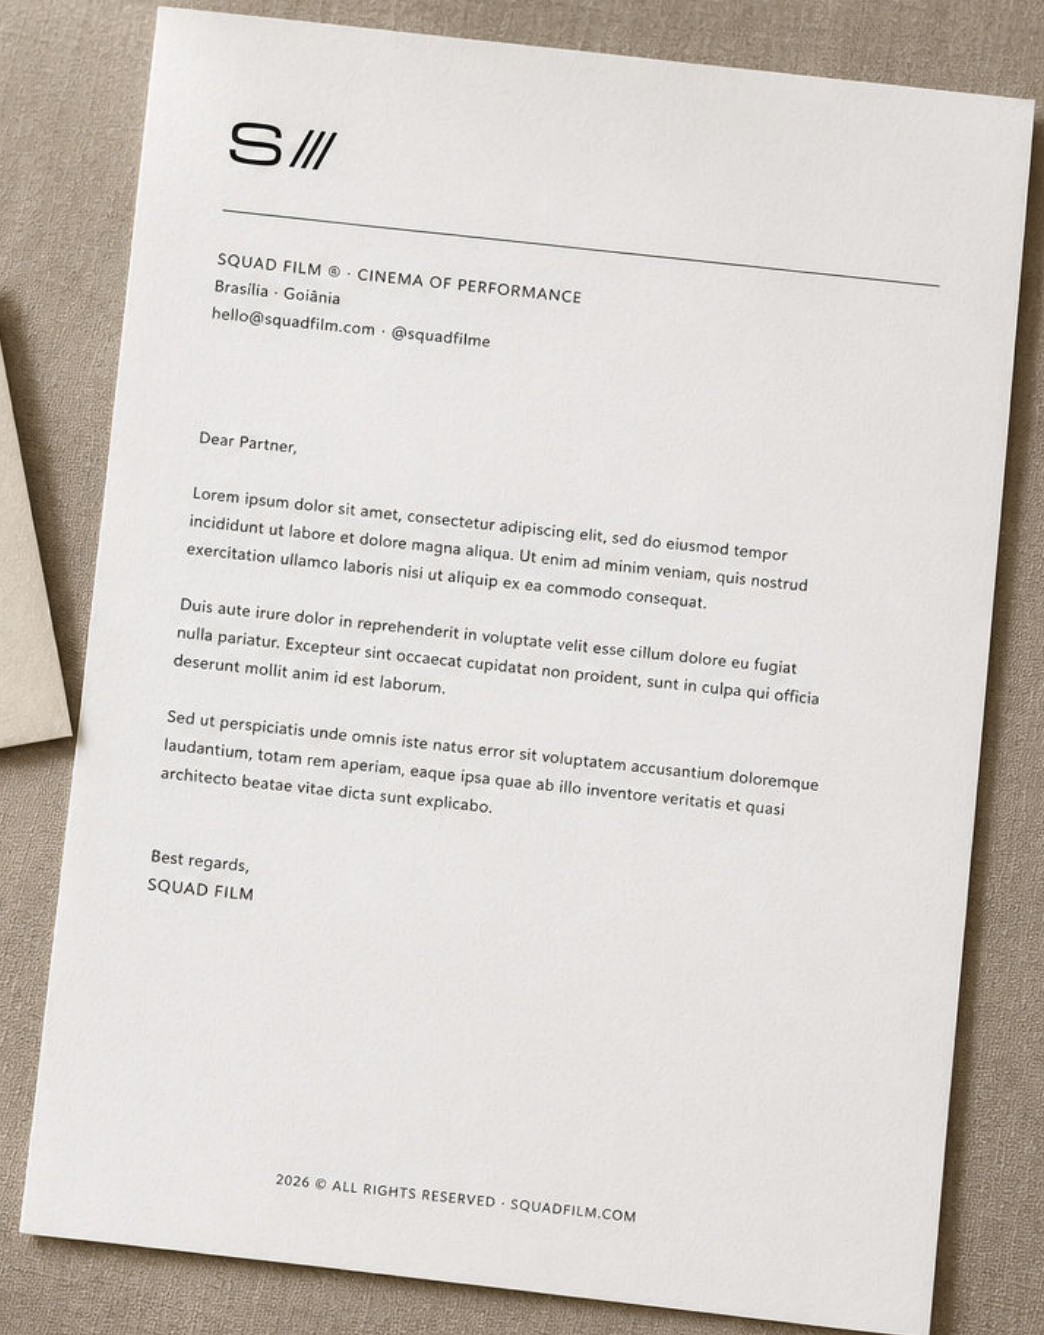 S///
SQUAD FILM ® · CINEMA OF PERFORMANCE
Brasília · Goiânia
hello@squadfilm.com · @squadfilme
Dear Partner,
Lorem ipsum dolor sit amet, consectetur adipiscing elit, sed do eiusmod tempor
incididunt ut labore et dolore magna aliqua. Ut enim ad minim veniam, quis nostrud
exercitation ullamco laboris nisi ut aliquip ex ea commodo consequat.
Duis aute irure dolor in reprehenderit in voluptate velit esse cillum dolore eu fugiat
nulla pariatur. Excepteur sint occaecat cupidatat non proident, sunt in culpa qui officia
deserunt mollit anim id est laborum.
Sed ut perspiciatis unde omnis iste natus error sit voluptatem accusantium doloremque
laudantium, totam rem aperiam, eaque ipsa quae ab illo inventore veritatis et quasi
architecto beatae vitae dicta sunt explicabo.
Best regards,
SQUAD FILM
2026 © ALL RIGHTS RESERVED · SQUADFILM.COM